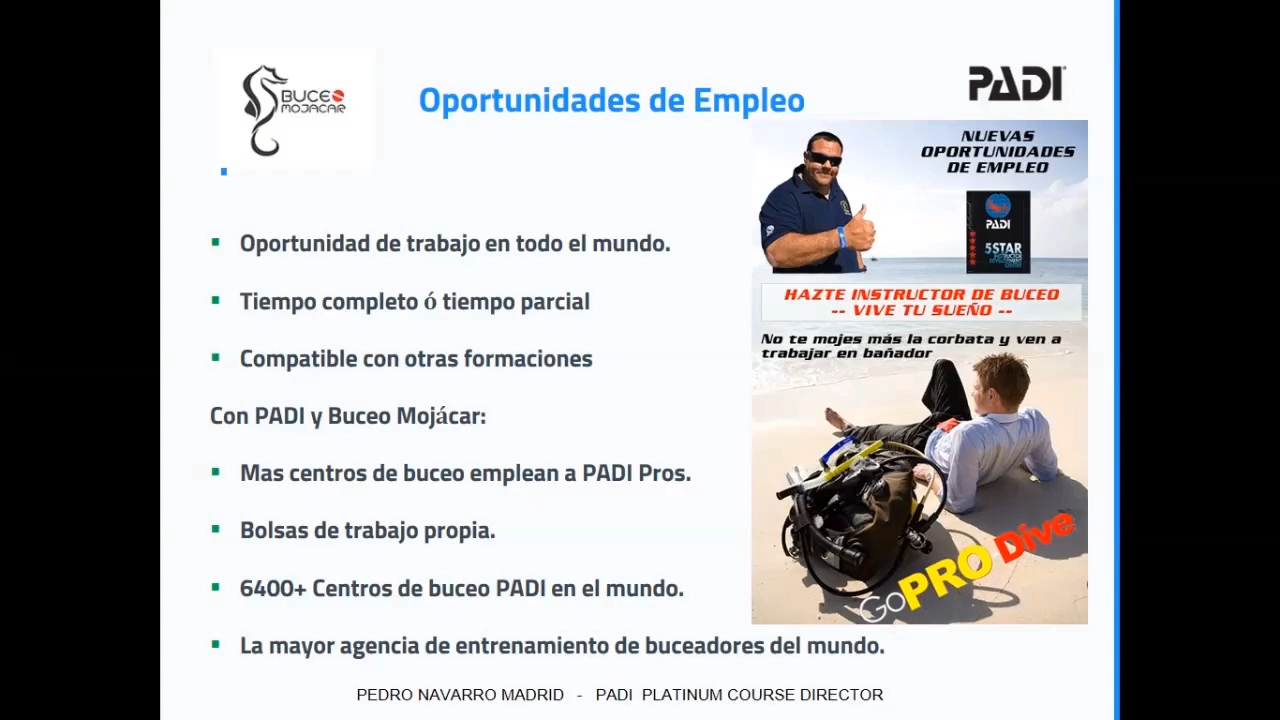 BUCEO
MOJACAR
Oportunidades de Empleo
PADI
Oportunidad de trabajo en todo el mundo.
Tiempo completo ó tiempo parcial
Compatible con otras formaciones
Con PADI y Buceo Mojácar:
Mas centros de buceo emplean a PADI Pros.
Bolsas de trabajo propia.
6400+ Centros de buceo PADI en el mundo.
La mayor agencia de entrenamiento de buceadores del mundo.
NUEVAS
OPORTUNIDADES
DE EMPLEO
PADI
5 STAR
INSTRUCTOR
DEVELOPMENT
HAZTE INSTRUCTOR DE BUCEO
-- VIVE TU SUEÑO --
No te mojes más la corbata y ven a
trabajar en bañador
GoPRO Dive
PEDRO NAVARRO MADRID - PADI PLATINUM COURSE DIRECTOR